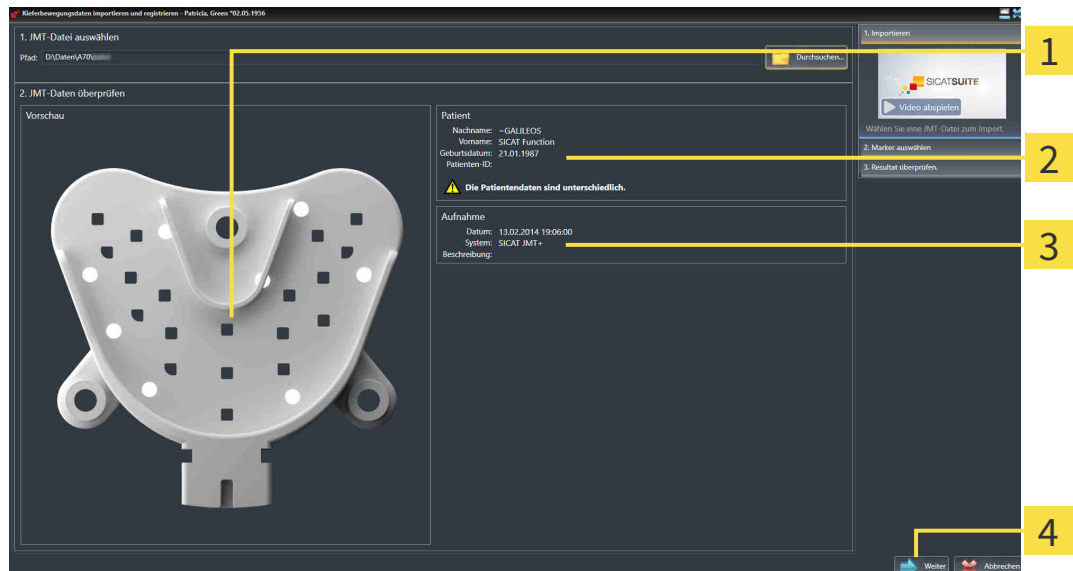 Kieferbewegungsdaten importieren und registrieren - Patricia, Green *02.05.1956
1. JMT-Datei auswählen
Pfad: D:\Daten\A70\
Durchsuchen...
2. JMT-Daten überprüfen
Vorschau
Patient
Nachname: ~GALILEOS
Vorname: SICAT Function
Geburtsdatum: 21.01.1987
Patienten-ID:
Die Patientendaten sind unterschiedlich.
Aufnahme
Datum: 13.02.2014 19:06:00
System: SICAT JMT+
Beschreibung:
1. Importieren
SICATSUITE
Video abspielen
Wählen Sie eine JMT-Datei zum Import.
2. Marker auswählen
3. Resultat überprüfen.
Weiter
Abbrechen
1
2
3
4